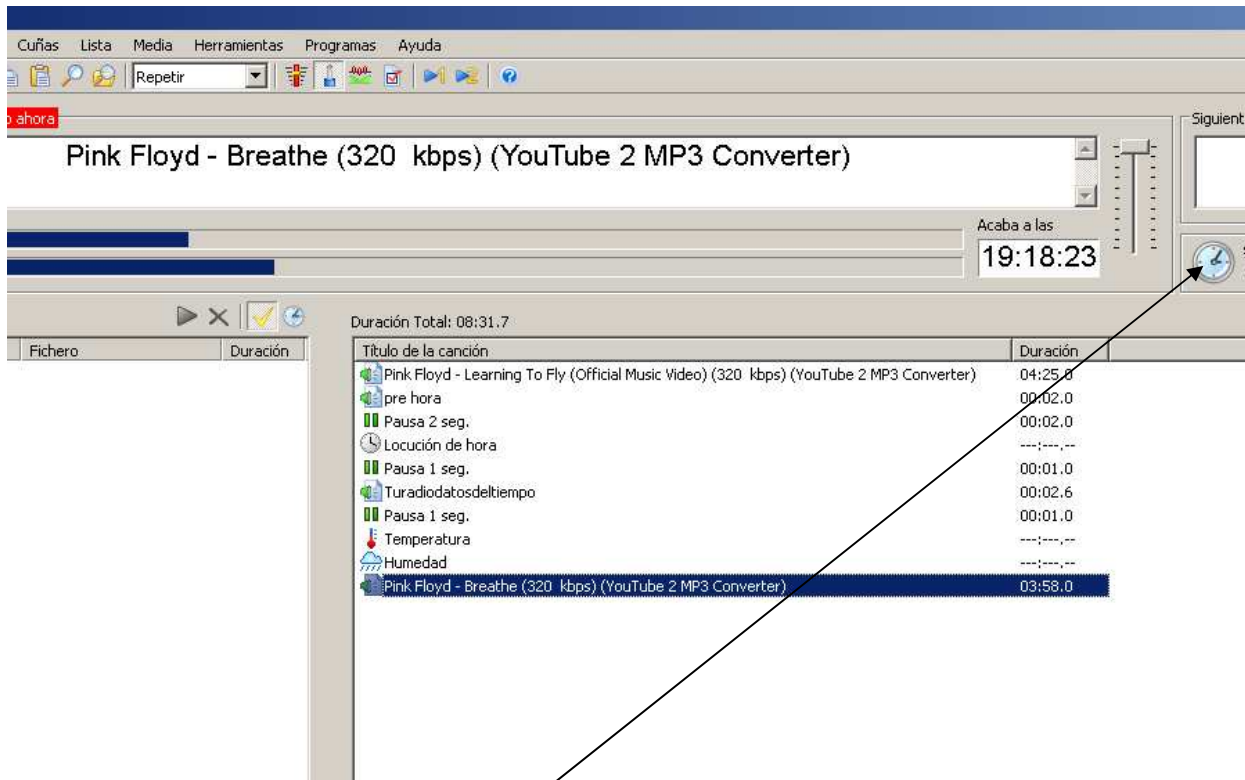 Cuñas Lista Media Herramientas Programas Ayuda
Repetir
ahora
Siguient
Pink Floyd - Breathe (320 kbps) (YouTube 2 MP3 Converter)
Acaba a las
19:18:23
Duración Total: 08:31.7
Fichero Duración
Título de la canción Duración
Pink Floyd - Learning To Fly (Official Music Video) (320 kbps) (YouTube 2 MP3 Converter) 04:25.0
pre hora 00:02.0
Pausa 2 seg. 00:02.0
Locución de hora ---:---.--
Pausa 1 seg. 00:01.0
Turadiodatosdeltiempo 00:02.6
Pausa 1 seg. 00:01.0
Temperatura ---:---.--
Humedad ---:---.--
Pink Floyd - Breathe (320 kbps) (YouTube 2 MP3 Converter) 03:58.0